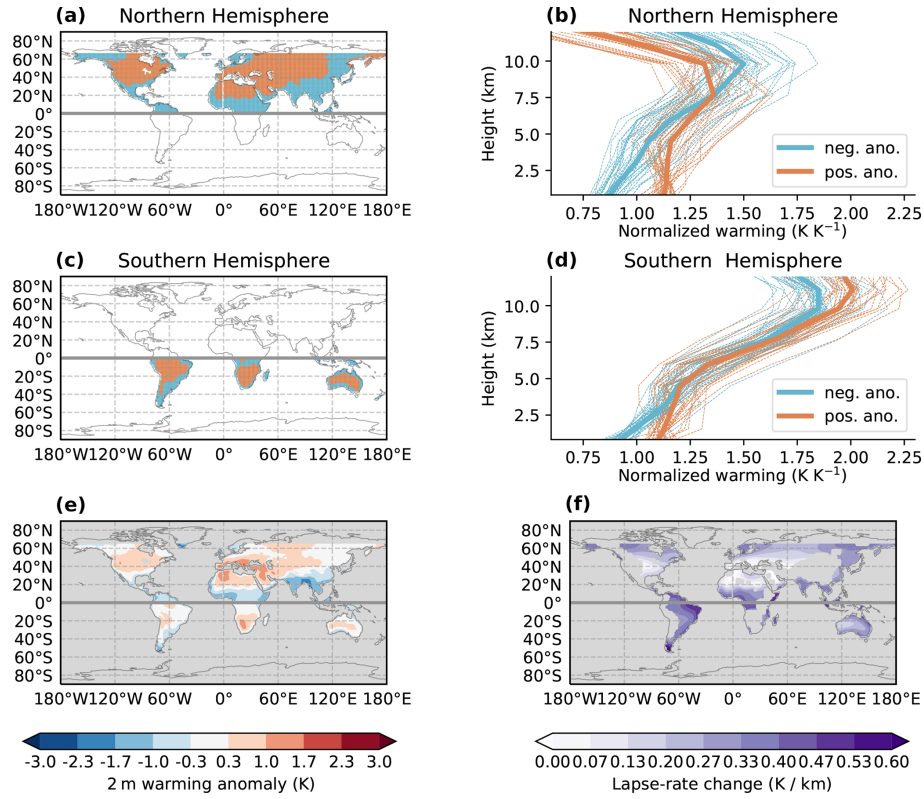 (a) Northern Hemisphere
80°N
60°N
40°N
20°N
0°
20°S
40°S
60°S
80°S
180°W120°W 60°W 0° 60°E 120°E 180°E
(b) Northern Hemisphere
Height (km)
10.0
7.5
5.0
2.5
neg. ano.
pos. ano.
0.75 1.00 1.25 1.50 1.75 2.00 2.25
Normalized warming (K K⁻¹)
(c) Southern Hemisphere
80°N
60°N
40°N
20°N
0°
20°S
40°S
60°S
80°S
180°W120°W 60°W 0° 60°E 120°E 180°E
(d) Southern Hemisphere
Height (km)
10.0
7.5
5.0
2.5
neg. ano.
pos. ano.
0.75 1.00 1.25 1.50 1.75 2.00 2.25
Normalized warming (K K⁻¹)
(e)
80°N
60°N
40°N
20°N
0°
20°S
40°S
60°S
80°S
180°W120°W 60°W 0° 60°E 120°E 180°E
-3.0 -2.3 -1.7 -1.0 -0.3 0.3 1.0 1.7 2.3 3.0
2 m warming anomaly (K)
(f)
80°N
60°N
40°N
20°N
0°
20°S
40°S
60°S
80°S
180°W120°W 60°W 0° 60°E 120°E 180°E
0.00 0.07 0.13 0.20 0.27 0.33 0.40 0.47 0.53 0.60
Lapse-rate change (K / km)